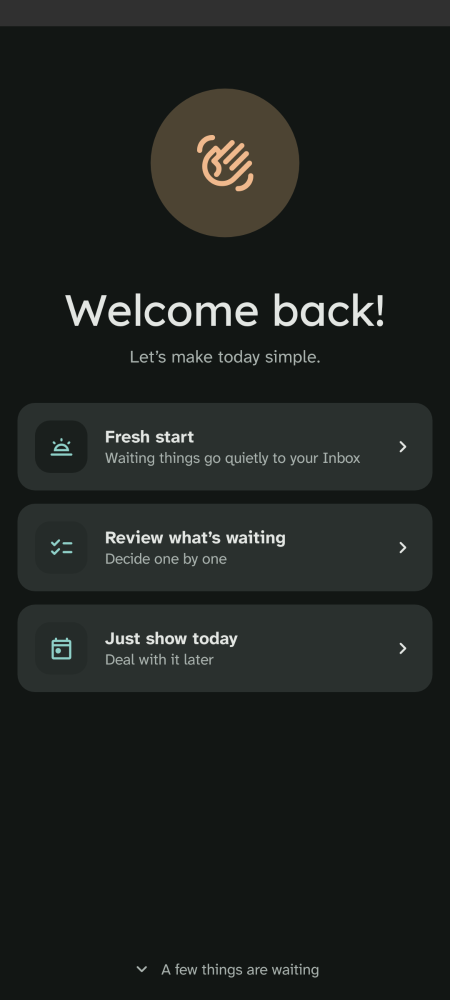 Welcome back!
Let’s make today simple.
Fresh start
Waiting things go quietly to your Inbox
Review what’s waiting
Decide one by one
Just show today
Deal with it later
A few things are waiting